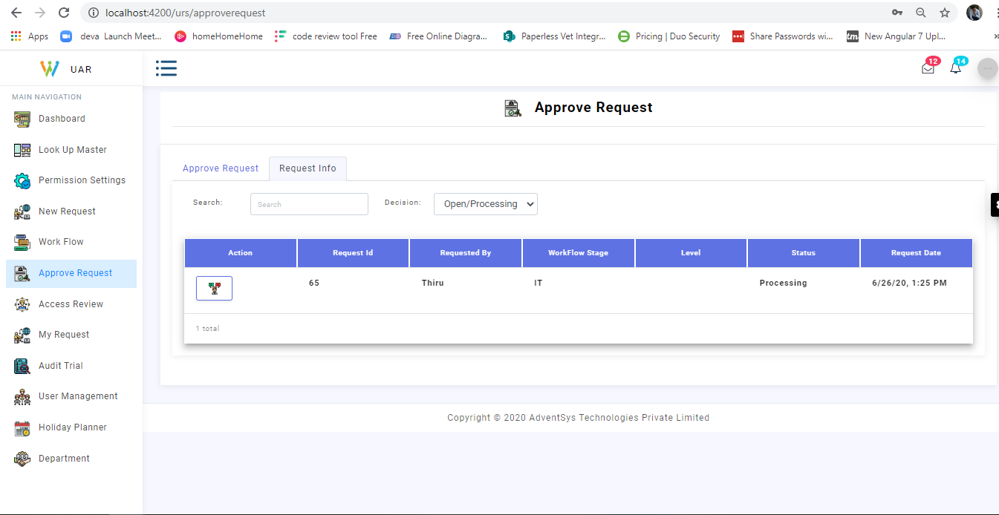 localhost:4200/urs/approverequest
Apps
deva Launch Meet...
homeHomeHome
code review tool Free
Free Online Diagra...
Paperless Vet Integr...
Pricing | Duo Security
Share Passwords wi...
tm New Angular 7 Upl...
UAR
12
14
MAIN NAVIGATION
Dashboard
Look Up Master
Permission Settings
New Request
Work Flow
Approve Request
Access Review
My Request
Audit Trial
User Management
Holiday Planner
Department
Approve Request
Approve Request Request Info
Search: Search Decision: Open/Processing
Action Request Id Requested By WorkFlow Stage Level Status Request Date
65 Thiru IT Processing 6/26/20, 1:25 PM
1 total
Copyright © 2020 AdventSys Technologies Private Limited